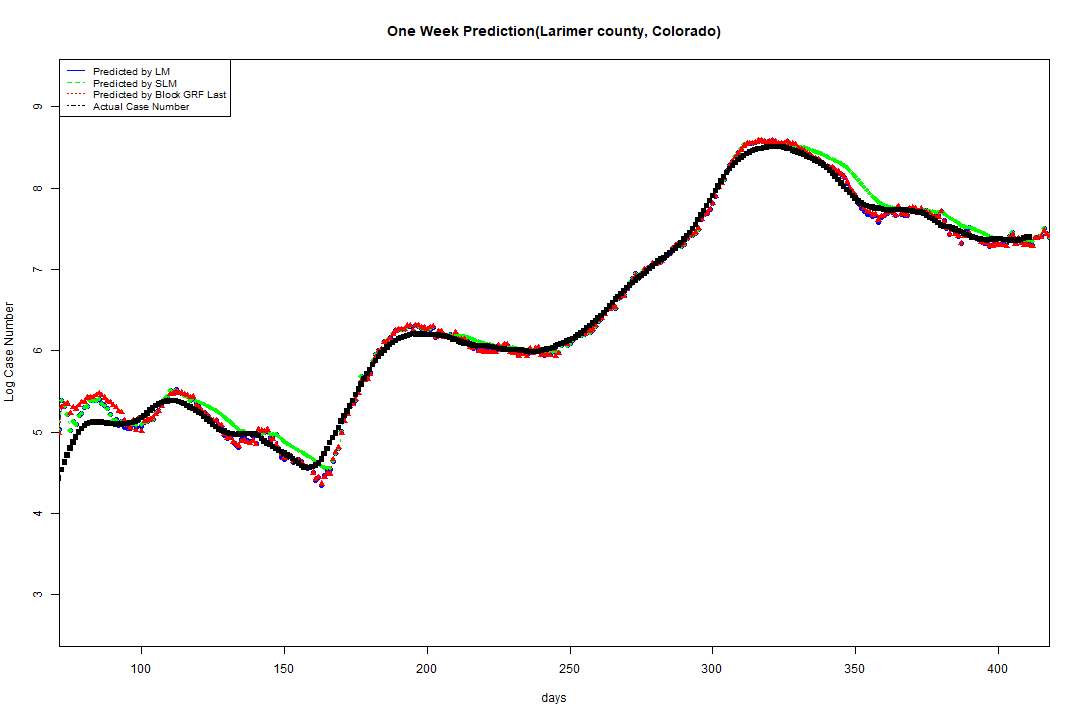 One Week Prediction(Larimer county, Colorado)
Predicted by LM
Predicted by SLM
Predicted by Block GRF Last
Actual Case Number
9
8
7
6
5
4
3
Log Case Number
100 150 200 250 300 350 400
days